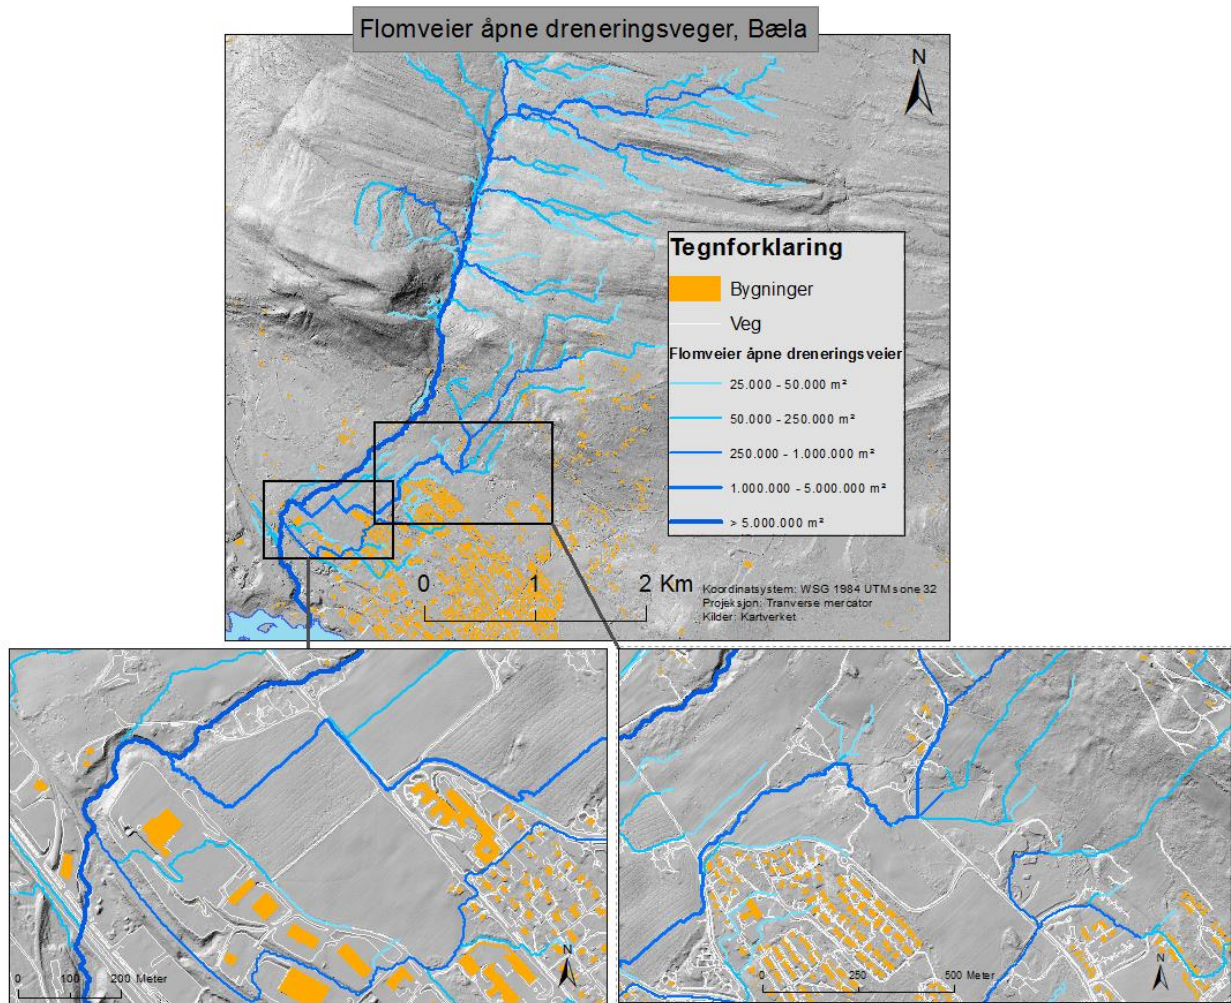 Flomveier åpne dreneringsveger, Bæla
N
Tegnforklaring
Bygninger
Veg
Flomveier åpne dreneringsveier
25.000 - 50.000 m²
50.000 - 250.000 m²
250.000 - 1.000.000 m²
1.000.000 - 5.000.000 m²
> 5.000.000 m²
0 1 2 Km
Koordinatsystem: WSG 1984 UTM sone 32
Projeksjon: Tranverse mercator
Kilder: Kartverket
N
0 100 200 Meter
N
0 250 500 Meter